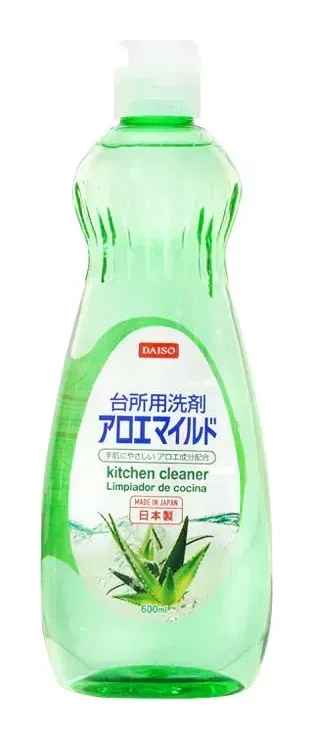 DAISO
台所用洗剤
アロエマイルド
手肌にやさしい アロエ成分配合
kitchen cleaner
Limpiador de cocina
MADE IN JAPAN
日本製
600ml